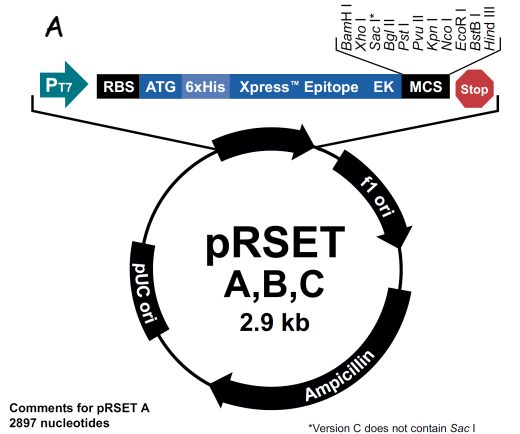 A
BamH I
Xho I
Sac I*
Bgl II
Pst I
Pvu II
Kpn I
Nco I
EcoR I
BstB I
Hind III
PT7
RBS ATG 6xHis Xpress™ Epitope EK MCS
Stop
f1 ori
pRSET
A,B,C
2.9 kb
pUC ori
Ampicillin
Comments for pRSET A
2897 nucleotides
*Version C does not contain Sac I